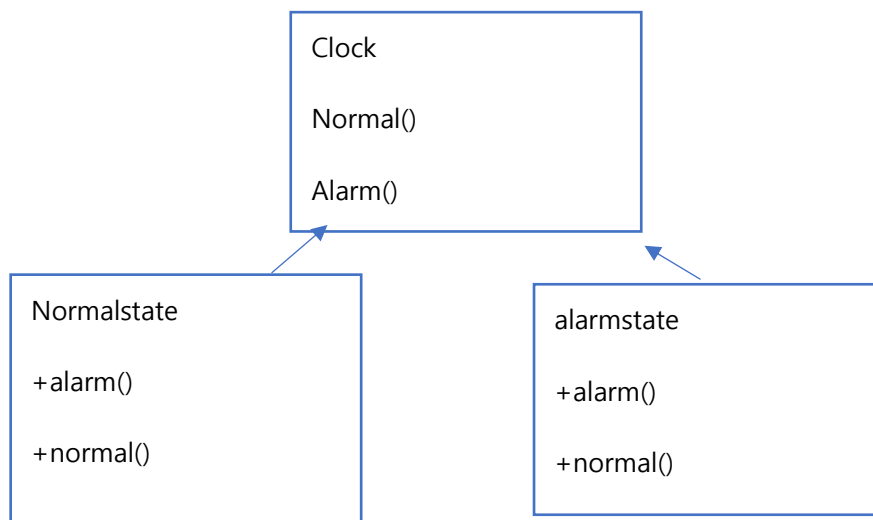 Clock
Normal()
Alarm()
Normalstate
+alarm()
+normal()
alarmstate
+alarm()
+normal()